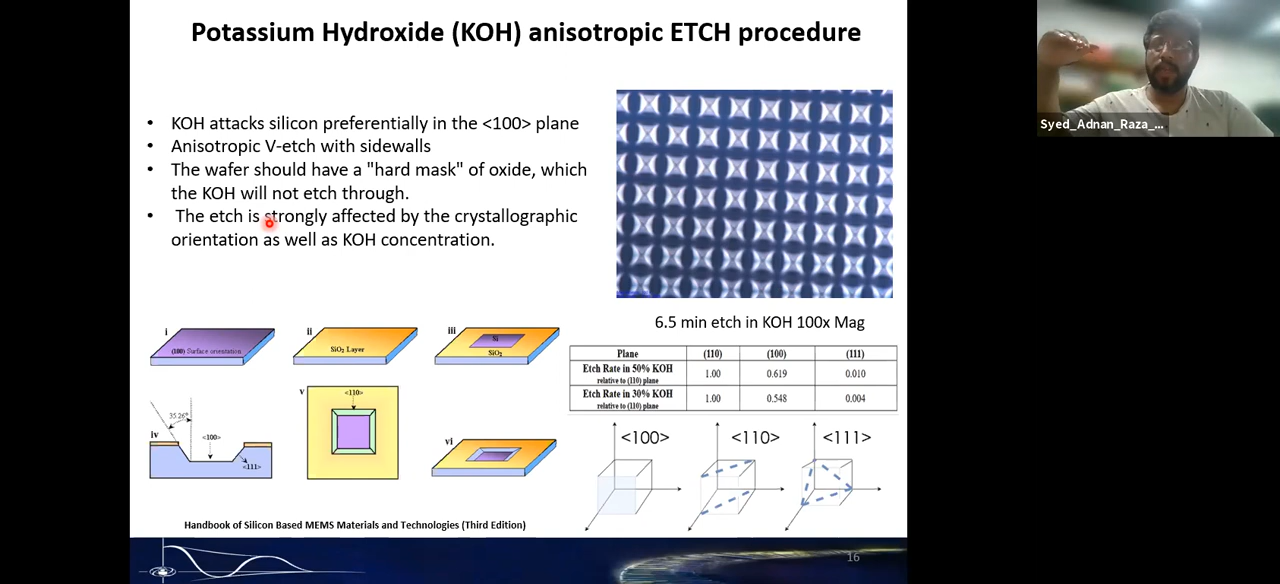 Potassium Hydroxide (KOH) anisotropic ETCH procedure
Syed_Adnan_Raza_...
• KOH attacks silicon preferentially in the <100> plane
• Anisotropic V-etch with sidewalls
• The wafer should have a "hard mask" of oxide, which
the KOH will not etch through.
• The etch is strongly affected by the crystallographic
orientation as well as KOH concentration.
6.5 min etch in KOH 100x Mag
i
(100) Surface orientation
ii
SiO₂ Layer
iii
Si
SiO₂
iv
35.26°
<100>
<111>
v
<110>
vi
Plane (110) (100) (111)
Etch Rate in 50% KOH
relative to (110) plane
1.00 0.619 0.010
Etch Rate in 30% KOH
relative to (110) plane
1.00 0.548 0.004
<100> <110> <111>
Handbook of Silicon Based MEMS Materials and Technologies (Third Edition)
16